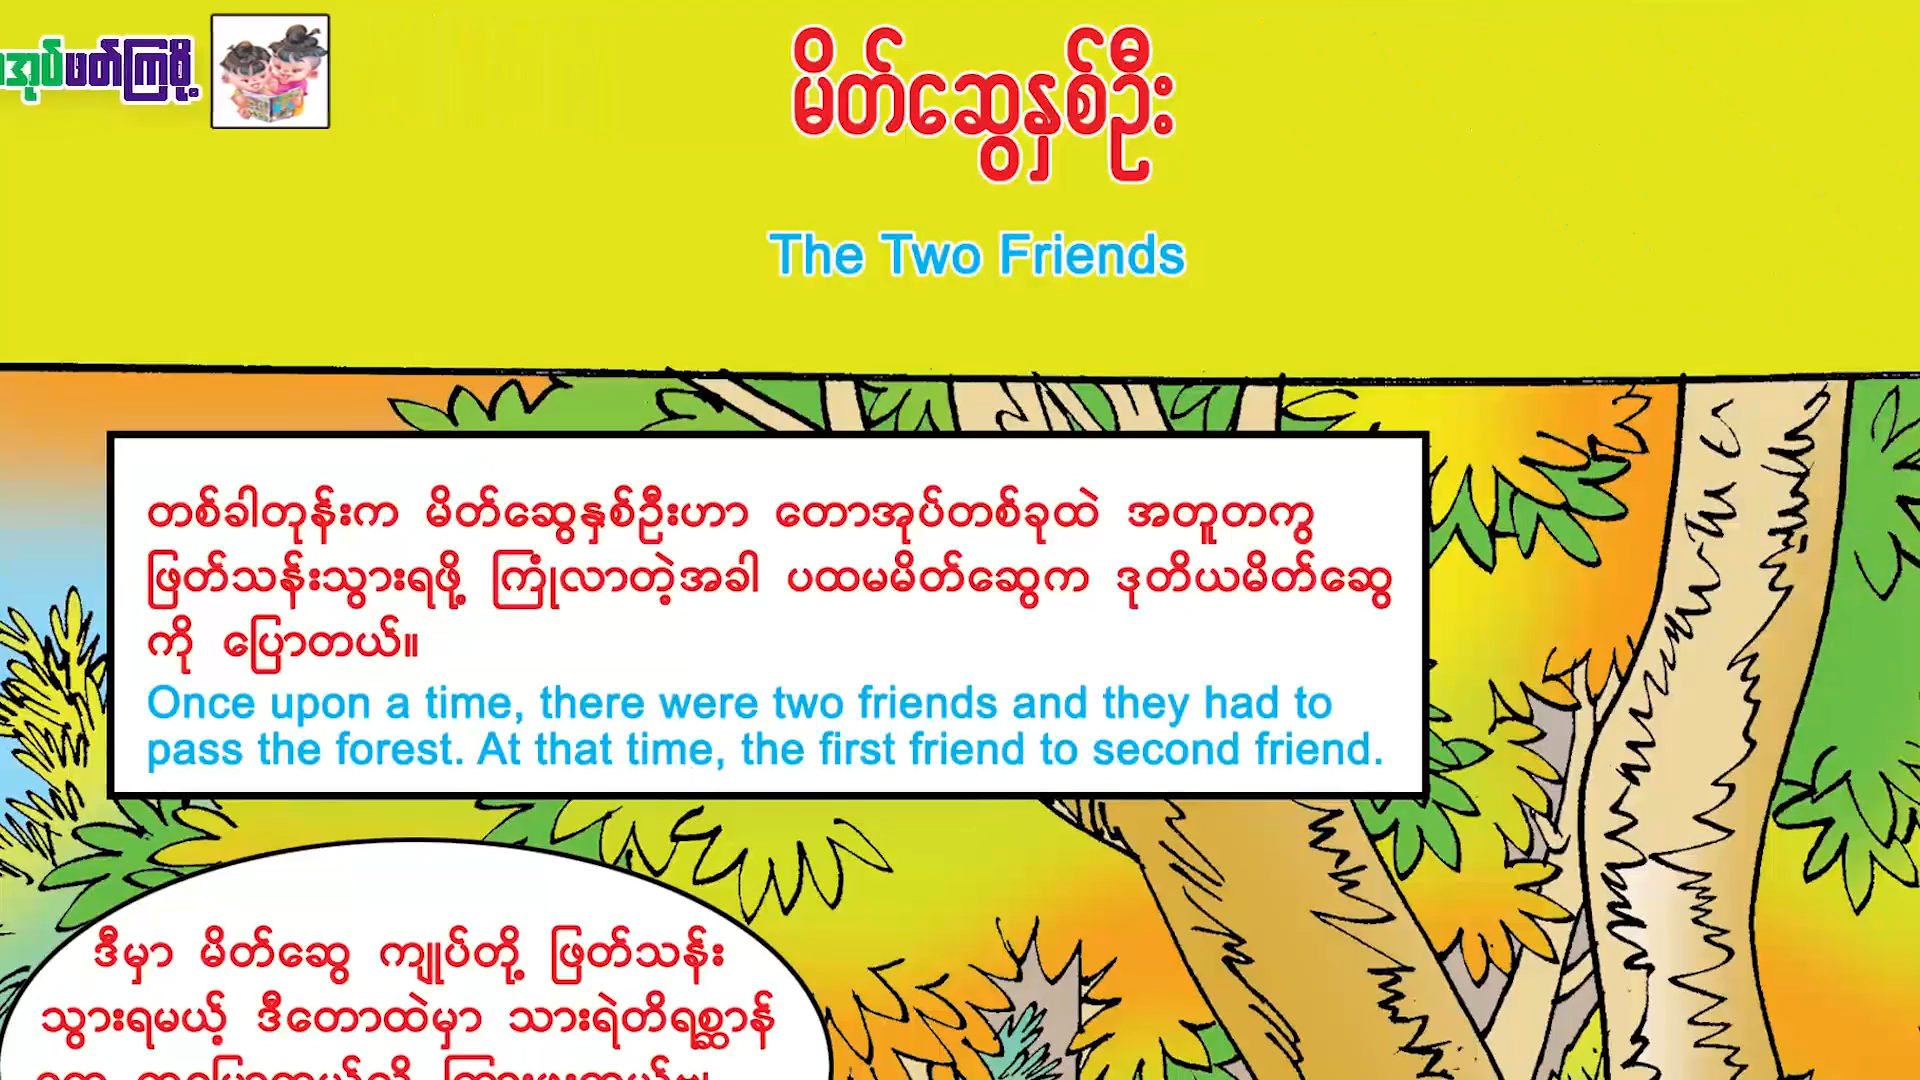 အုပ်ဖတ်ကြစို့
မိတ်ဆွေနှစ်ဦး
The Two Friends
တစ်ခါတုန်းက မိတ်ဆွေနှစ်ဦးဟာ တောအုပ်တစ်ခုထဲ အတူတကွ
ဖြတ်သန်းသွားရဖို့ ကြုံလာတဲ့အခါ ပထမမိတ်ဆွေက ဒုတိယမိတ်ဆွေ
ကို ပြောတယ်။
Once upon a time, there were two friends and they had to
pass the forest. At that time, the first friend to second friend.
ဒီမှာ မိတ်ဆွေ ကျုပ်တို့ ဖြတ်သန်း
သွားရမယ့် ဒီတောထဲမှာ သားရဲတိရစ္ဆာန်